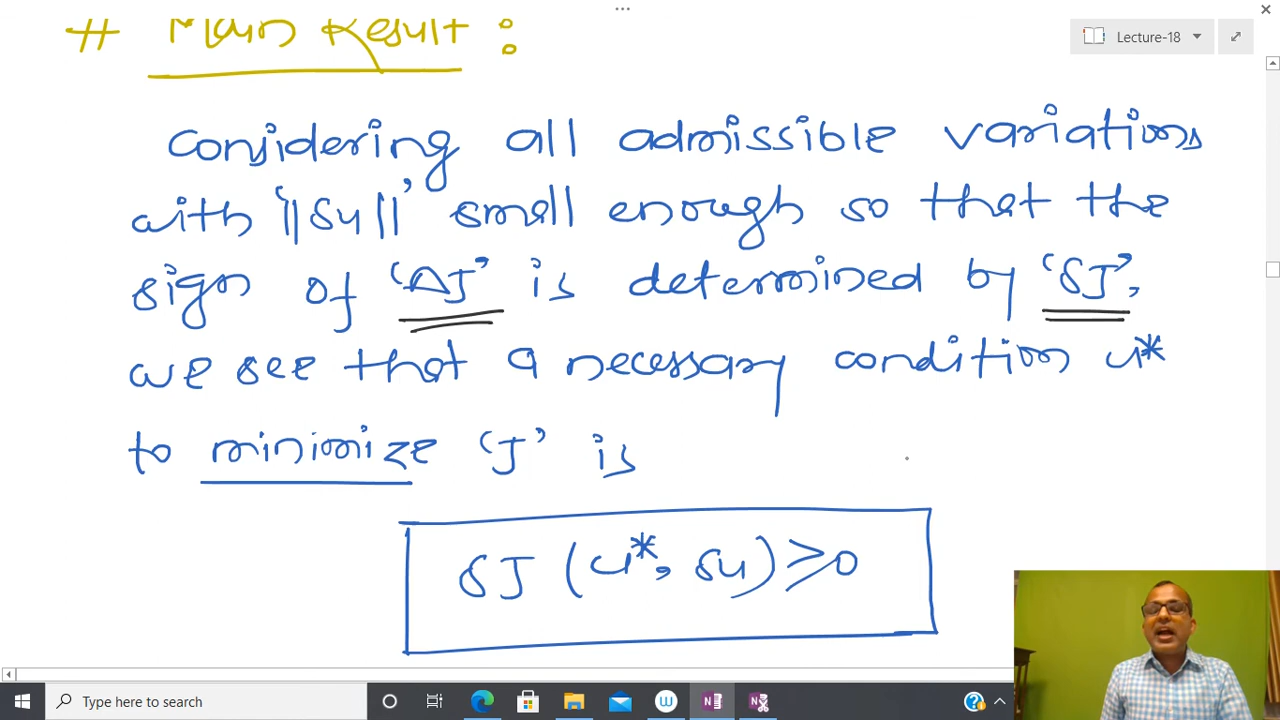 ...
Lecture-18
# Main Result :
Considering all admissible variations
with '||δu||' small enough so that the
sign of 'ΔJ' is determined by 'δJ',
we see that a necessary condition u*
to minimize 'J' is
δJ (u*, δu) ≥ 0
Type here to search